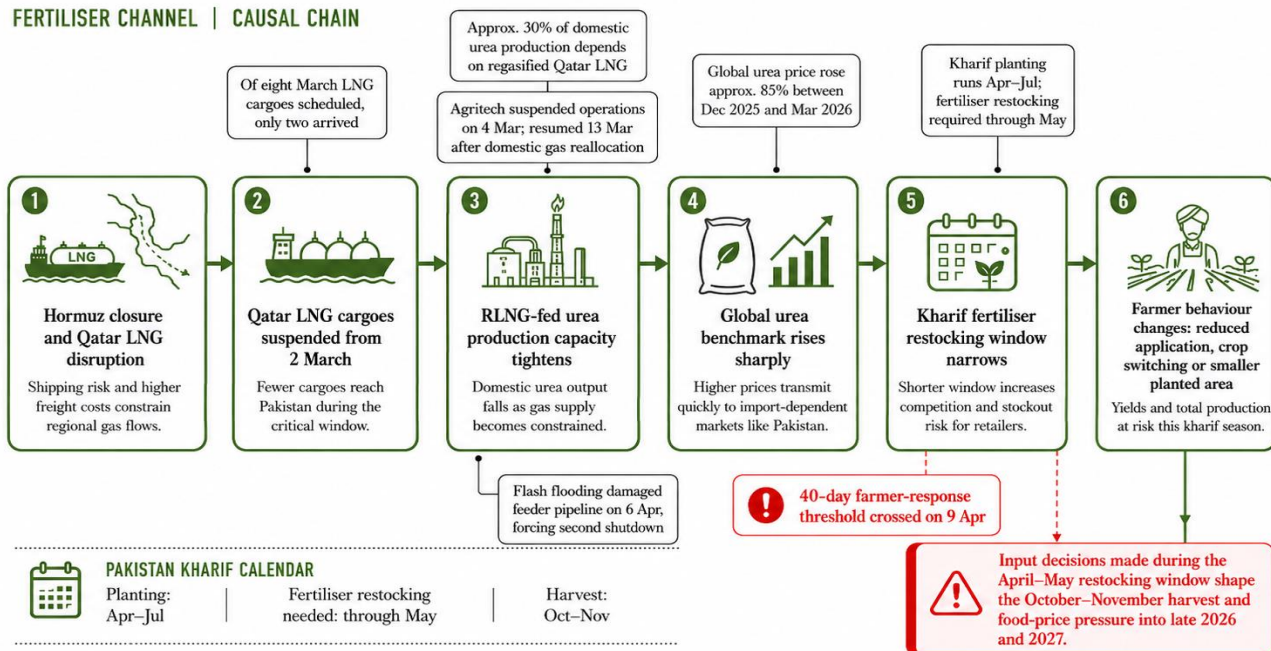 FERTILISER CHANNEL | CAUSAL CHAIN
Of eight March LNG
cargoes scheduled,
only two arrived
Approx. 30% of domestic
urea production depends
on regasified Qatar LNG
Agritech suspended operations
on 4 Mar; resumed 13 Mar
after domestic gas reallocation
Global urea price rose
approx. 85% between
Dec 2025 and Mar 2026
Kharif planting
runs Apr–Jul;
fertiliser restocking
required through May
1
LNG
Hormuz closure
and Qatar LNG
disruption
Shipping risk and higher
freight costs constrain
regional gas flows.
2
Qatar LNG cargoes
suspended from
2 March
Fewer cargoes reach
Pakistan during the
critical window.
3
RLNG-fed urea
production capacity
tightens
Domestic urea output
falls as gas supply
becomes constrained.
4
Global urea
benchmark rises
sharply
Higher prices transmit
quickly to import-dependent
markets like Pakistan.
5
Kharif fertiliser
restocking window
narrows
Shorter window increases
competition and stockout
risk for retailers.
6
Farmer behaviour
changes: reduced
application, crop
switching or smaller
planted area
Yields and total production
at risk this kharif season.
Flash flooding damaged
feeder pipeline on 6 Apr,
forcing second shutdown
40-day farmer-response
threshold crossed on 9 Apr
Input decisions made during the
April–May restocking window shape
the October–November harvest and
food-price pressure into late 2026
and 2027.
PAKISTAN KHARIF CALENDAR
Planting:
Apr–Jul
Fertiliser restocking
needed: through May
Harvest:
Oct–Nov